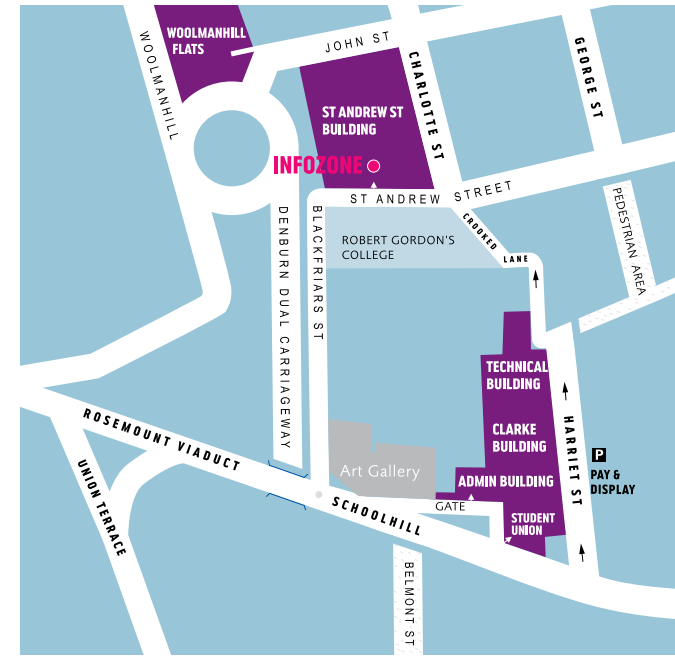 WOOLMANHILL
FLATS
WOOLMANHILL
JOHN ST
CHARLOTTE ST
GEORGE ST
ST ANDREW ST
BUILDING
INFOZONE
ST ANDREW STREET
PEDESTRIAN AREA
DENBURN DUAL CARRIAGEWAY
BLACKFRIARS ST
ROBERT GORDON'S
COLLEGE
CROOKED
LANE
TECHNICAL
BUILDING
CLARKE
BUILDING
HARRIET ST
P
PAY &
DISPLAY
ROSEMOUNT VIADUCT
UNION TERRACE
Art Gallery
ADMIN BUILDING
GATE
STUDENT
UNION
SCHOOLHILL
BELMONT ST